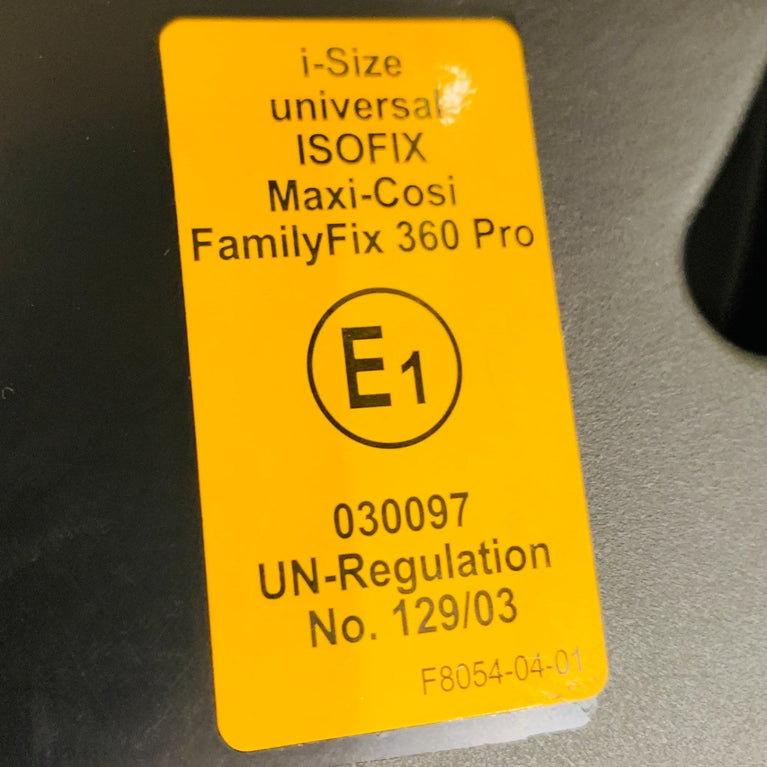 i-Size
universal
ISOFIX
Maxi-Cosi
FamilyFix 360 Pro
E1
030097
UN-Regulation
No. 129/03
F8054-04-01